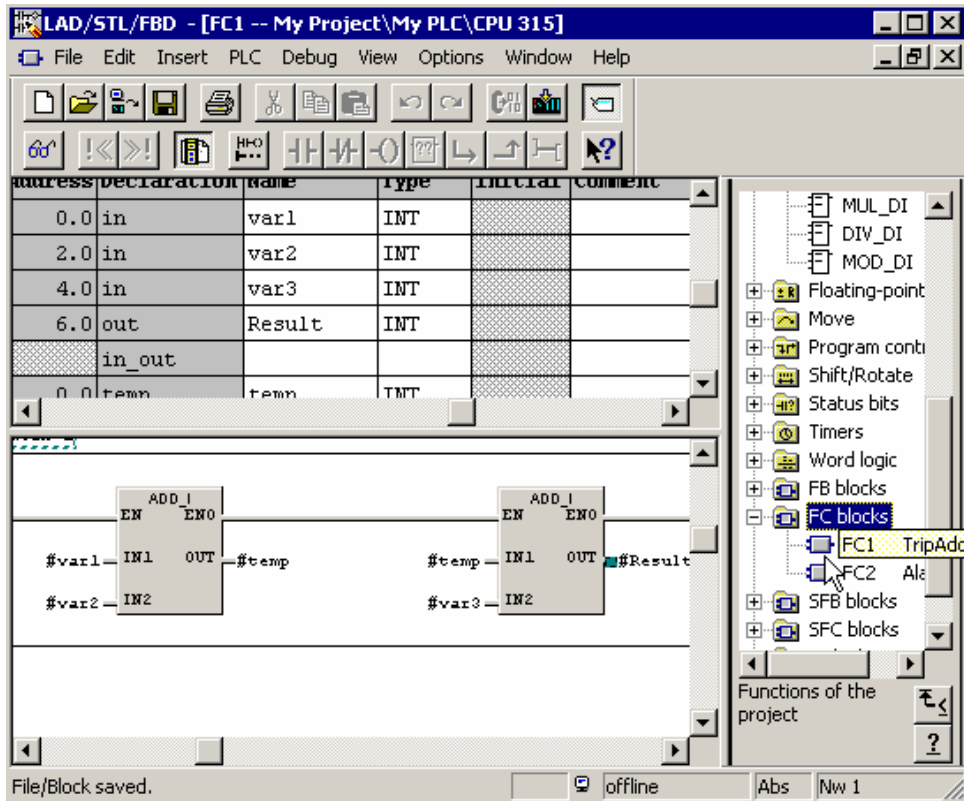 LAD/STL/FBD - [FC1 -- My Project\My PLC\CPU 315]
File Edit Insert PLC Debug View Options Window Help
Address Declaration Name Type Initial Comment
0.0 in var1 INT
2.0 in var2 INT
4.0 in var3 INT
6.0 out Result INT
in_out
0.0 temp temp INT
ADD_I ADD_I
EN ENO EN ENO
#var1 IN1 OUT #temp #temp IN1 OUT #Result
#var2 IN2 #var3 IN2
MUL_DI
DIV_DI
MOD_DI
Floating-point
Move
Program contr
Shift/Rotate
Status bits
Timers
Word logic
FB blocks
FC blocks
FC1 TripAdd
FC2 Ala
SFB blocks
SFC blocks
Functions of the
project
File/Block saved. offline Abs Nw 1